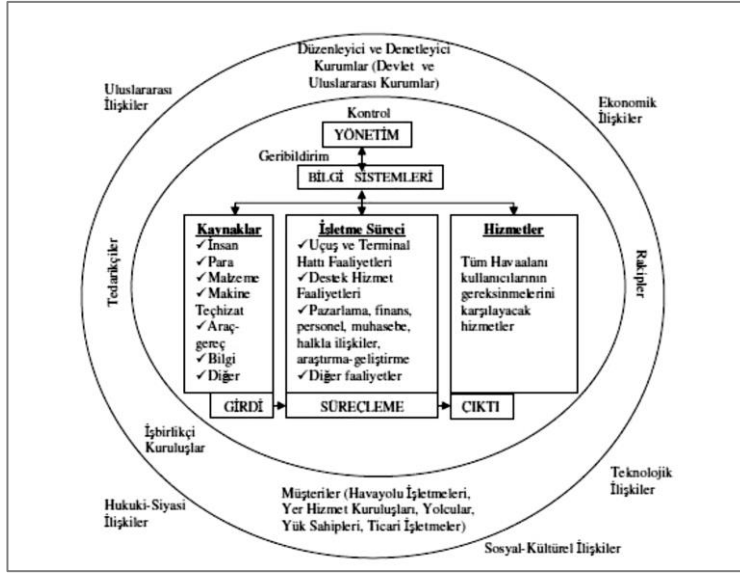 Düzenleyici ve Denetleyici
Kurumlar (Devlet ve
Uluslararası Kurumlar)
Uluslararası
İlişkiler
Ekonomik
İlişkiler
Kontrol
YÖNETİM
Geribildirim
BİLGİ SİSTEMLERİ
Tedarikçiler
Kaynaklar
✓İnsan
✓Para
✓Malzeme
✓Makine
Teçhizat
✓Araç-
gereç
✓Bilgi
✓Diğer
İşletme Süreci
✓Uçuş ve Terminal
Hattı Faaliyetleri
✓Destek Hizmet
Faaliyetleri
✓Pazarlama, finans,
personel, muhasebe,
halkla ilişkiler,
araştırma-geliştirme
✓Diğer faaliyetler
Hizmetler
Tüm Havaalanı
kullanıcılarının
gereksinmelerini
karşılayacak
hizmetler
Rakipler
GİRDİ
SÜREÇLEME
ÇIKTI
İşbirlikçi
Kuruluşlar
Teknolojik
İlişkiler
Hukuki-Siyasi
İlişkiler
Müşteriler (Havayolu İşletmeleri,
Yer Hizmet Kuruluşları, Yolcular,
Yük Sahipleri, Ticari İşletmeler)
Sosyal-Kültürel İlişkiler